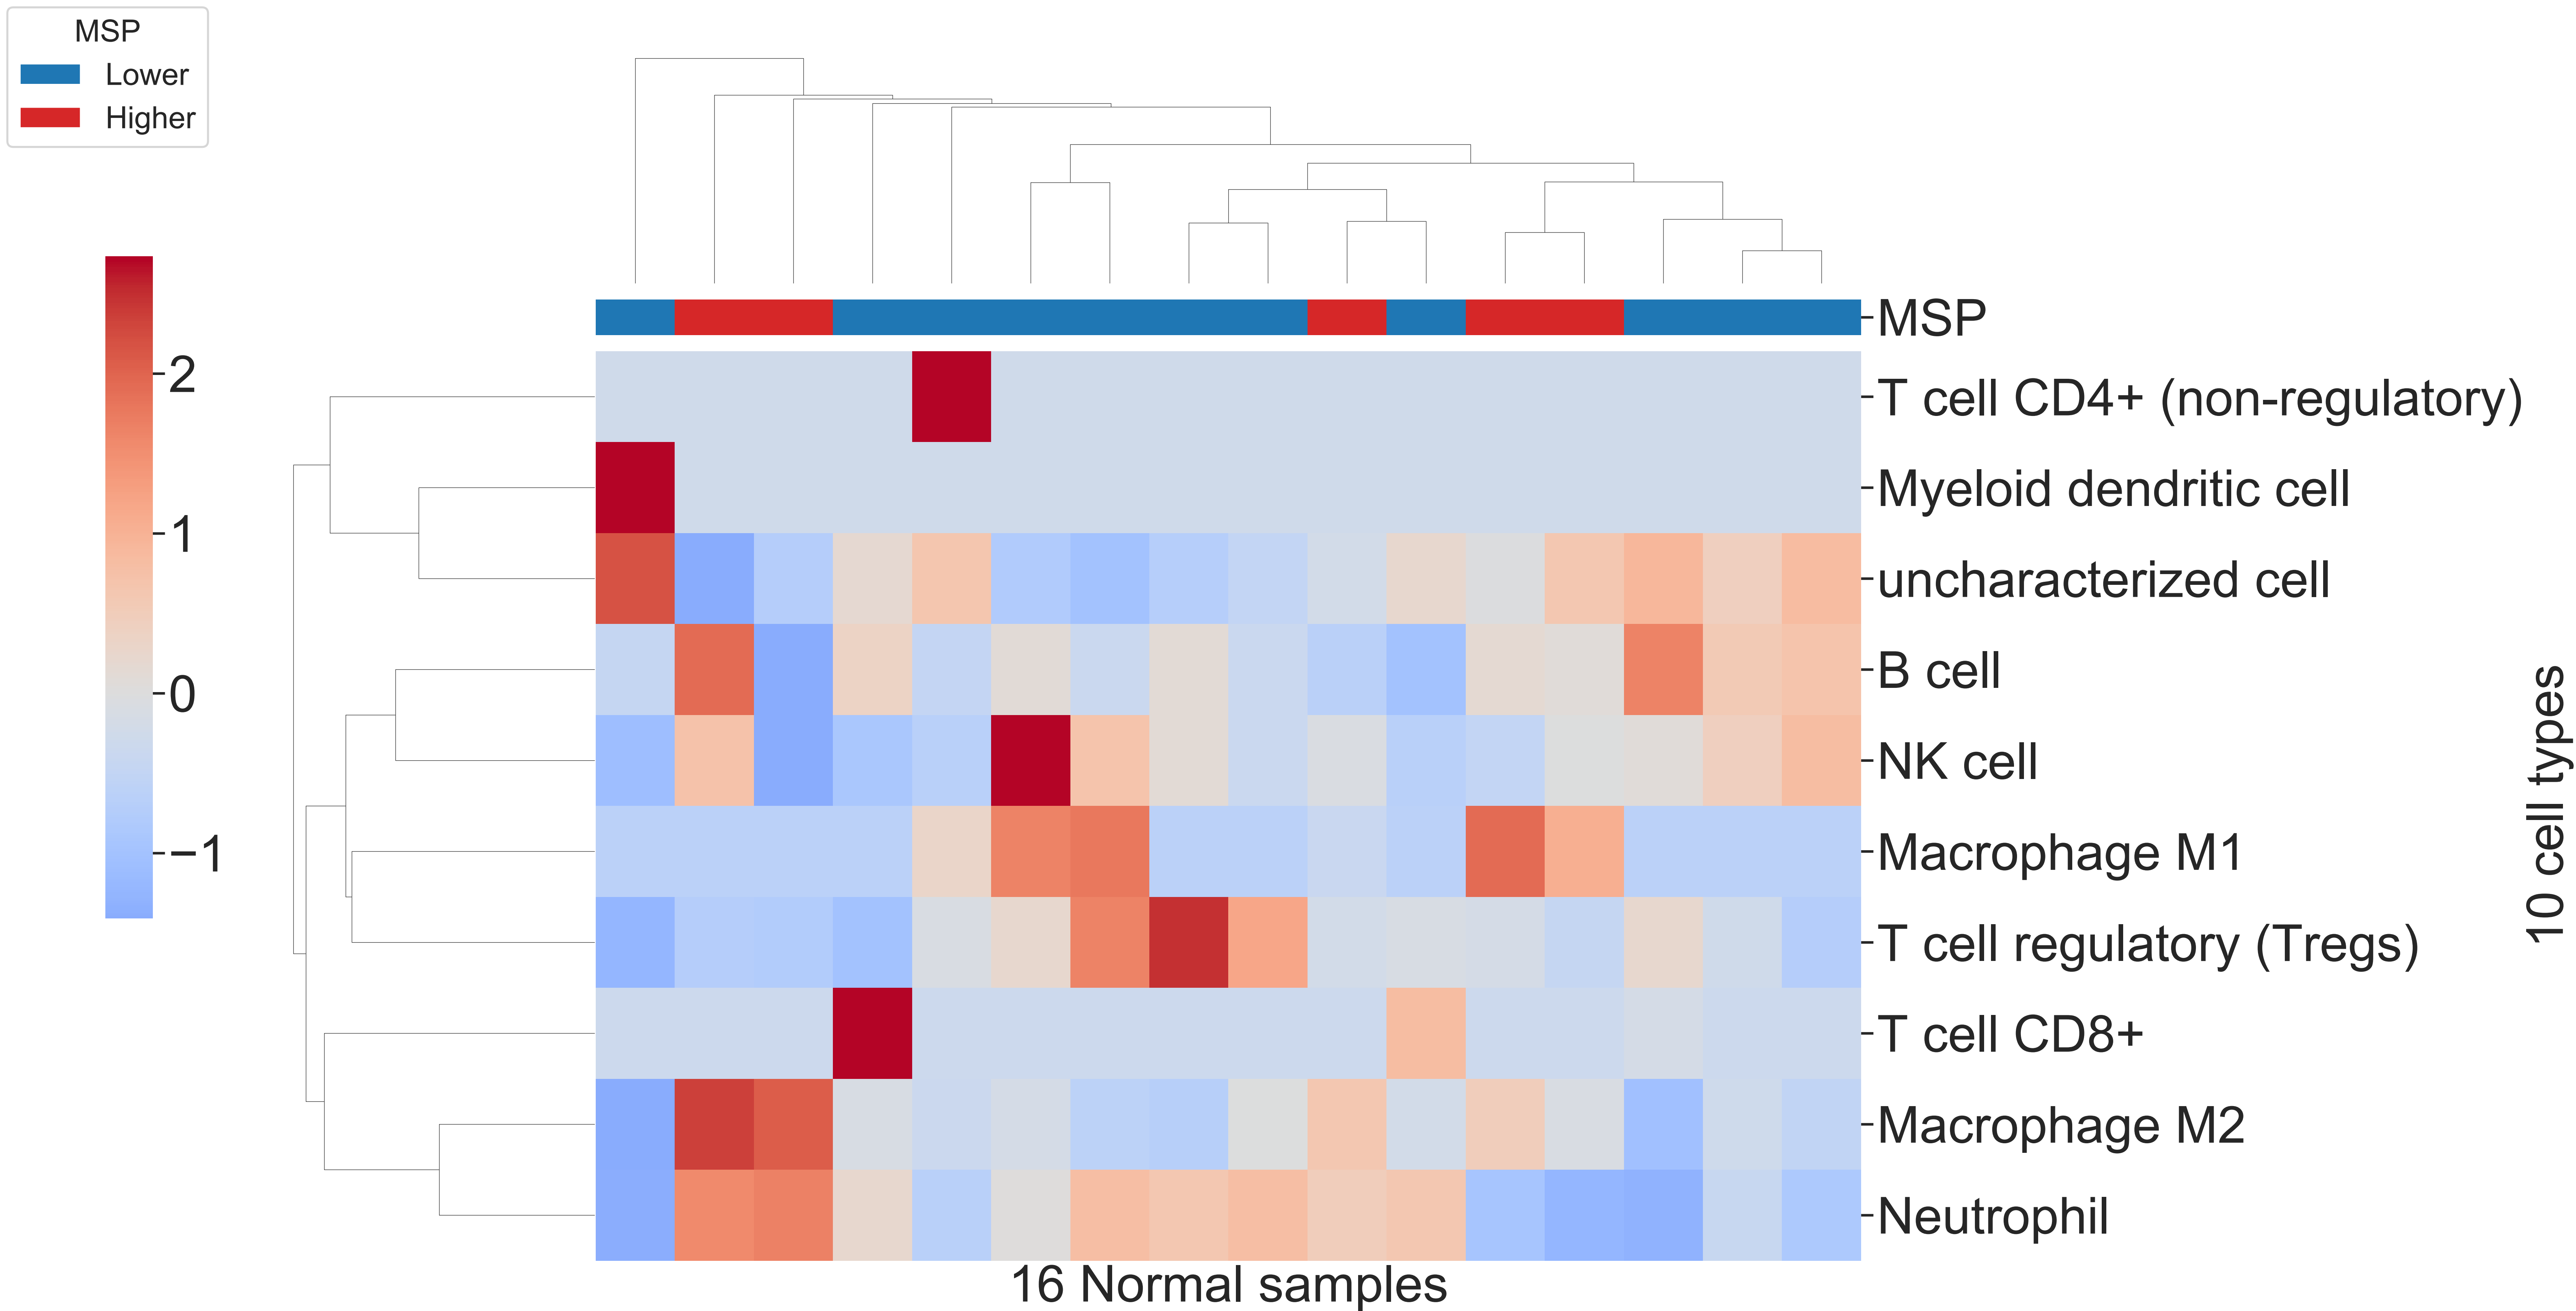 MSP
Lower
Higher
2
1
0
−1
MSP
T cell CD4+ (non-regulatory)
Myeloid dendritic cell
uncharacterized cell
B cell
NK cell
Macrophage M1
T cell regulatory (Tregs)
T cell CD8+
Macrophage M2
Neutrophil
10 cell types
16 Normal samples